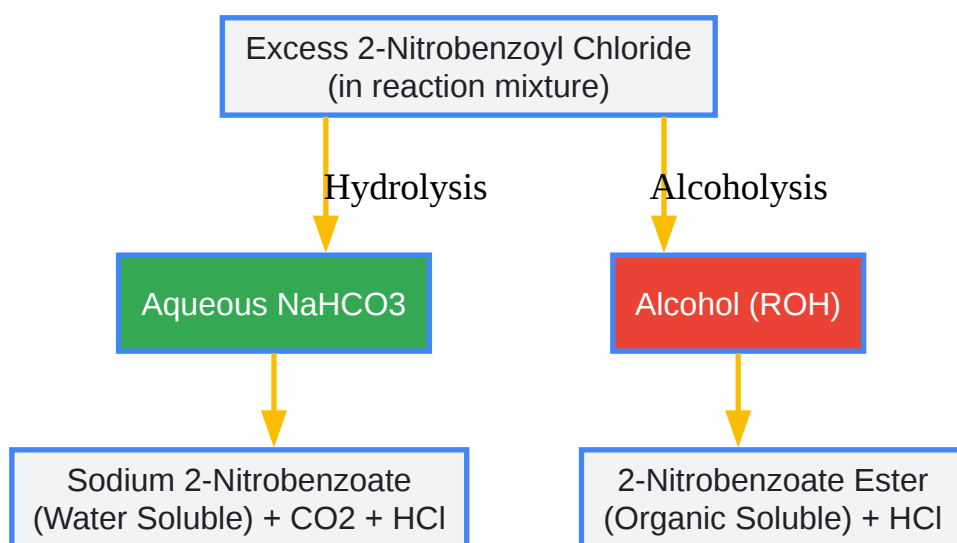 Excess 2-Nitrobenzoyl Chloride
(in reaction mixture)
Hydrolysis
Alcoholysis
Aqueous NaHCO3
Alcohol (ROH)
Sodium 2-Nitrobenzoate
(Water Soluble) + CO2 + HCl
2-Nitrobenzoate Ester
(Organic Soluble) + HCl